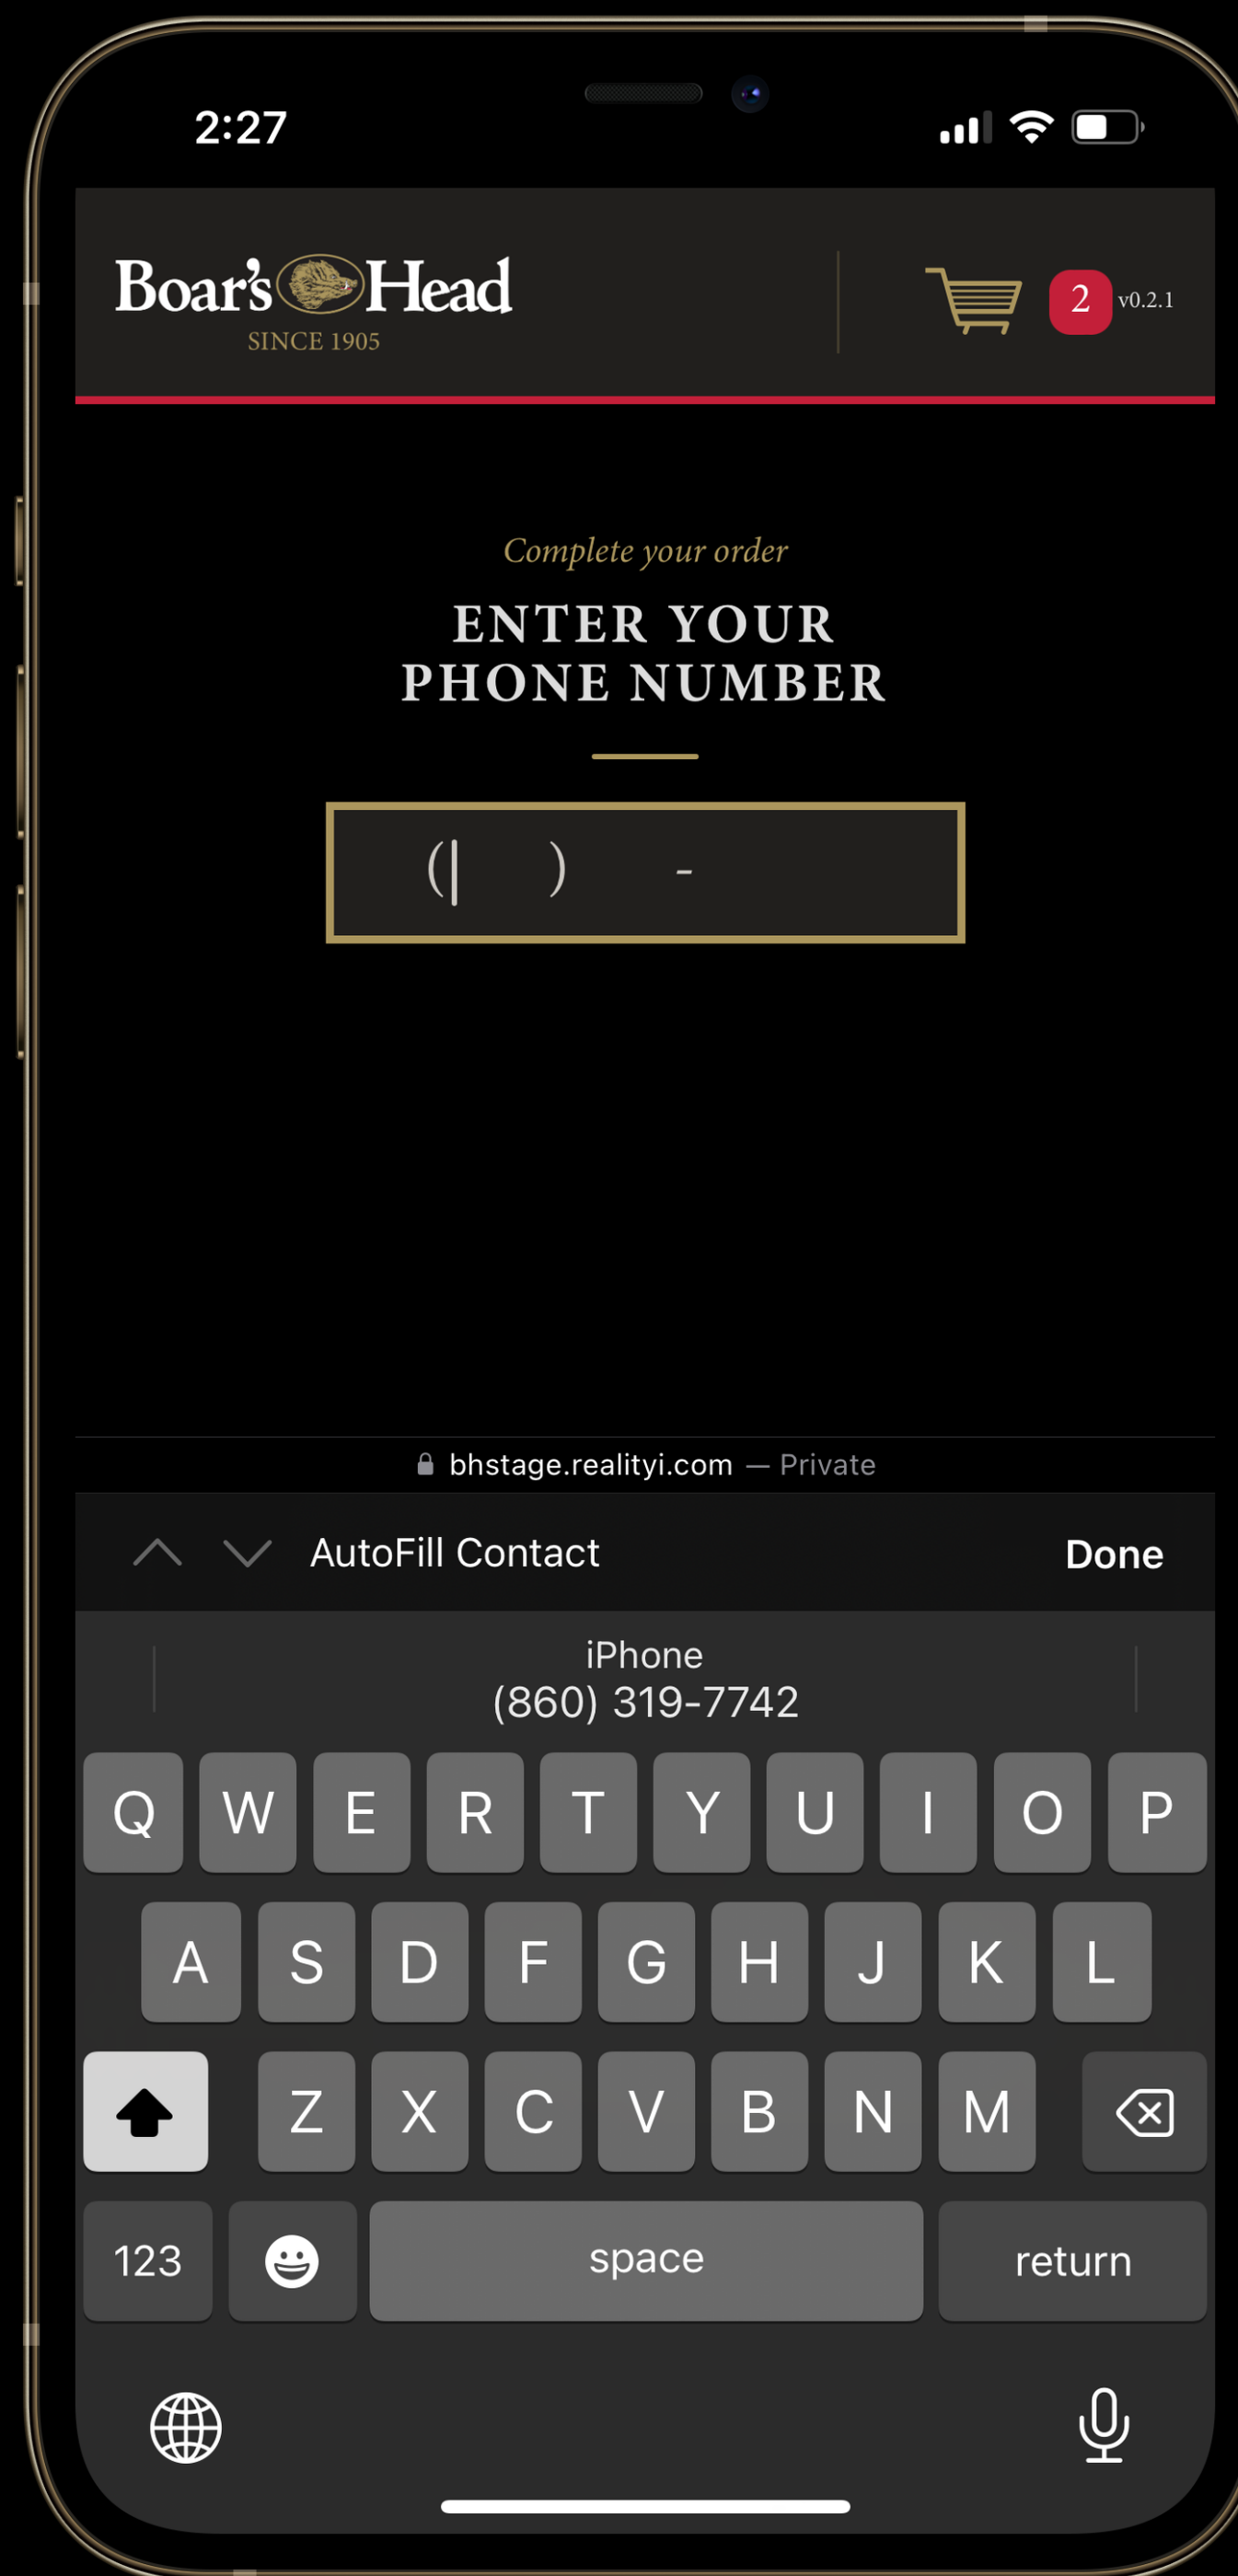 2:27
Boar's Head
SINCE 1905
2 v0.2.1
Complete your order
ENTER YOUR
PHONE NUMBER
( ) -
bhstage.realityi.com — Private
AutoFill Contact Done
iPhone
(860) 319-7742
Q W E R T Y U I O P
A S D F G H J K L
Z X C V B N M
123 space return